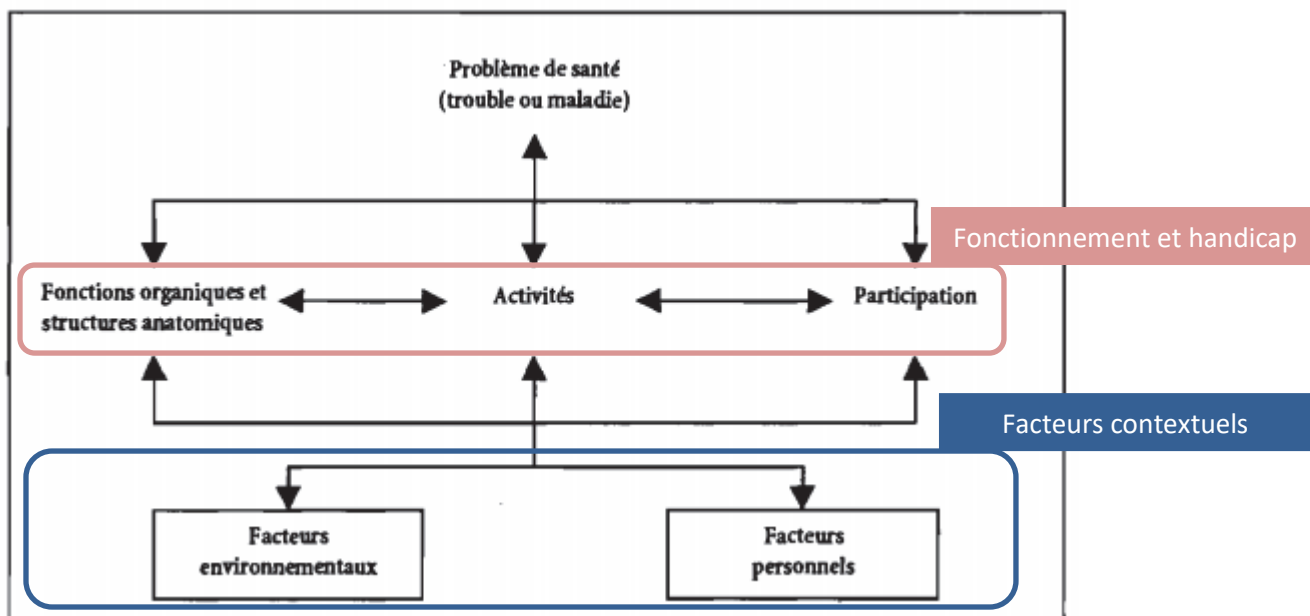 Problème de santé
(trouble ou maladie)
Fonctionnement et handicap
Fonctions organiques et
structures anatomiques
Activités
Participation
Facteurs contextuels
Facteurs
environnementaux
Facteurs
personnels